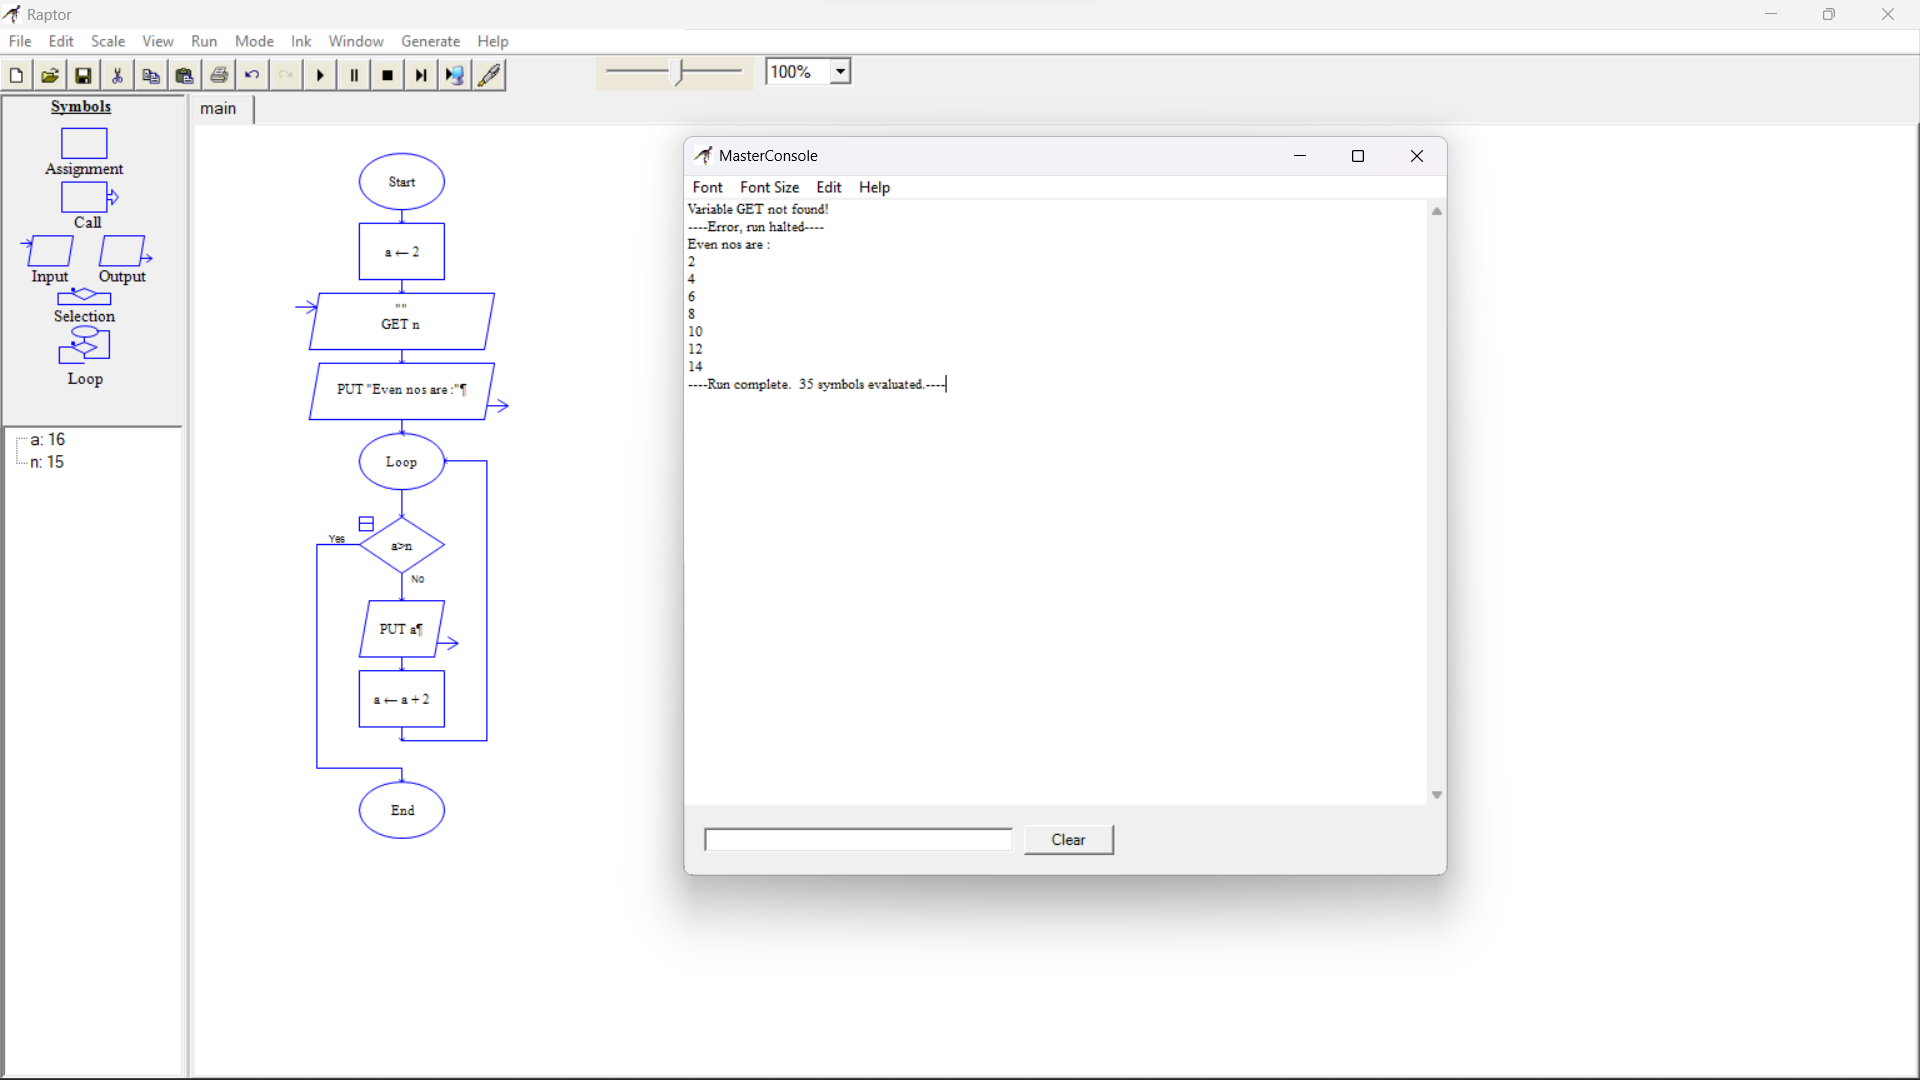 Raptor
File Edit Scale View Run Mode Ink Window Generate Help
100%
Symbols
Assignment
Call
Input Output
Selection
Loop
a: 16
n: 15
main
Start
a ← 2
""
GET n
PUT "Even nos are :"¶
Loop
Yes
a>n
No
PUT a¶
a ← a + 2
End
MasterConsole
Font Font Size Edit Help
Variable GET not found!
----Error, run halted----
Even nos are :
2
4
6
8
10
12
14
----Run complete. 35 symbols evaluated.----
Clear